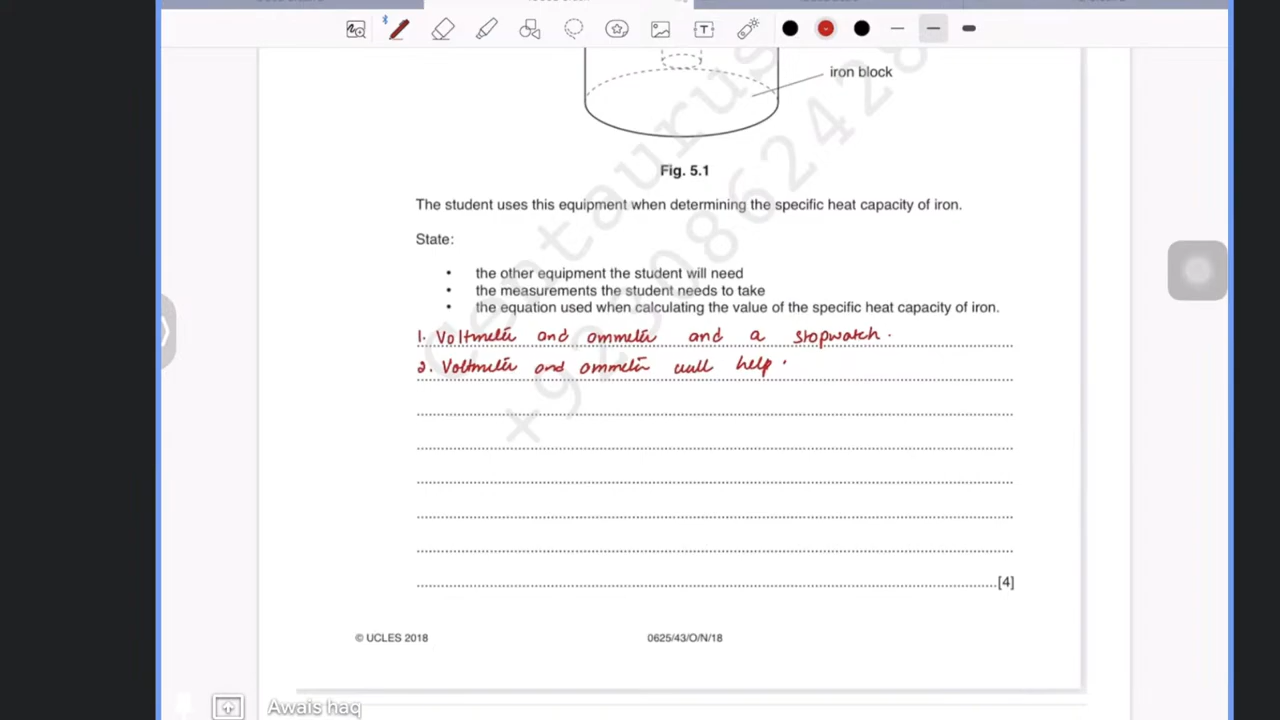 iron block
Fig. 5.1
The student uses this equipment when determining the specific heat capacity of iron.
State:
• the other equipment the student will need
• the measurements the student needs to take
• the equation used when calculating the value of the specific heat capacity of iron.
1. Voltmeter and ammeter and a stopwatch.
2. Voltmeter and ammeter will help.
[4]
© UCLES 2018
0625/43/O/N/18
Awais haq